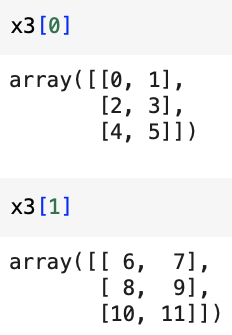 x3[0]
array([[0, 1],
       [2, 3],
       [4, 5]])
x3[1]
array([[ 6,  7],
       [ 8,  9],
       [10, 11]])